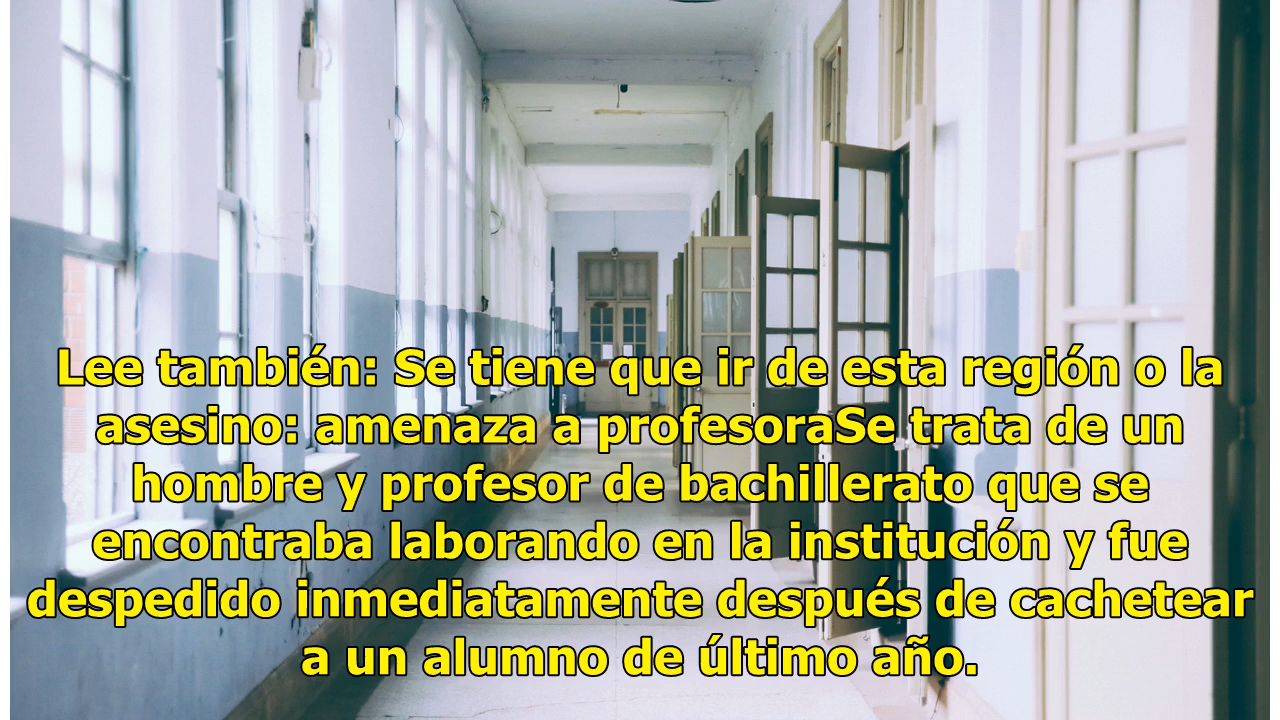 Lee también: Se tiene que ir de esta región o la
asesino: amenaza a profesoraSe trata de un
hombre y profesor de bachillerato que se
encontraba laborando en la institución y fue
despedido inmediatamente después de cachetear
a un alumno de último año.